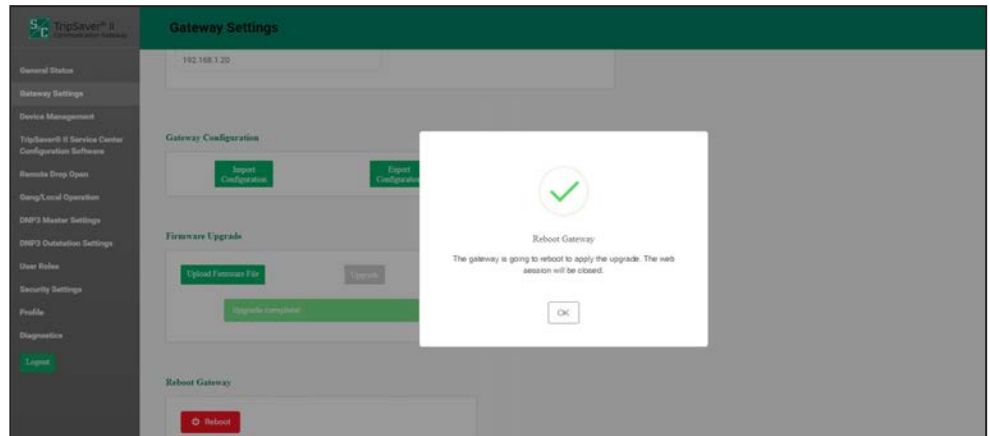 S&C TripSaver® II
Communication Gateway
Gateway Settings
General Status
Gateway Settings
Device Management
TripSaver® II Service Center
Configuration Software
Remote Drop Open
Gang/Local Operation
DNP3 Master Settings
DNP3 Outstation Settings
User Roles
Security Settings
Profile
Diagnostics
Logout
192.168.1.20
Gateway Configuration
Import
Configuration
Export
Configuration
Firmware Upgrade
Upload Firmware File
Upgrade
Upgrade complete!
Reboot Gateway
Reboot
Reboot Gateway
The gateway is going to reboot to apply the upgrade. The web
session will be closed.
OK